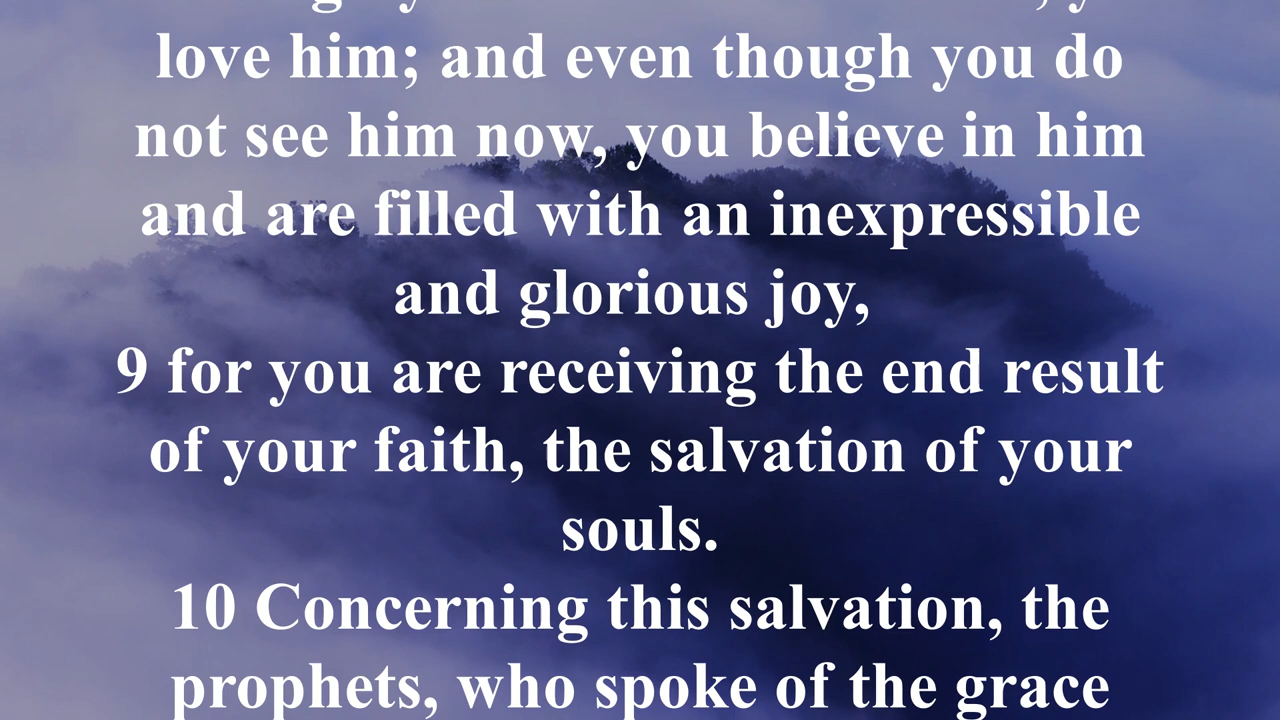 love him; and even though you do
not see him now, you believe in him
and are filled with an inexpressible
and glorious joy,
9 for you are receiving the end result
of your faith, the salvation of your
souls.
10 Concerning this salvation, the
prophets, who spoke of the grace